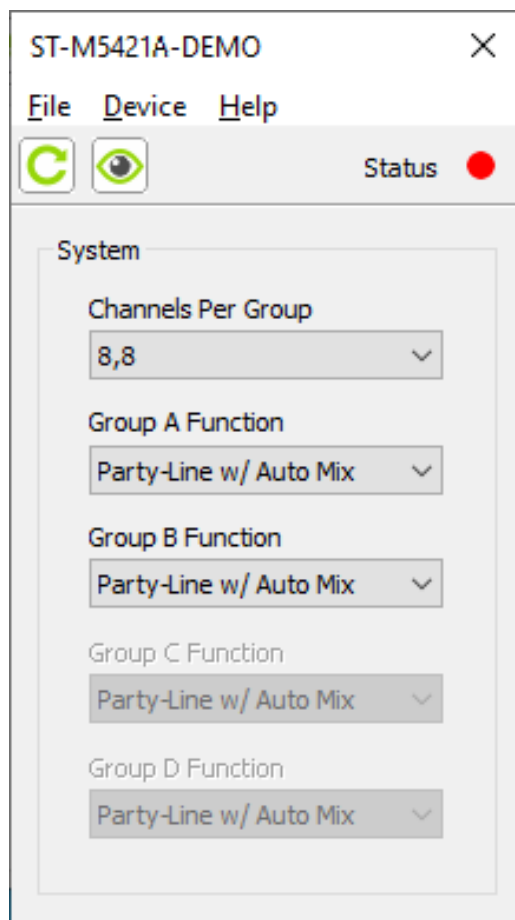 ST-M5421A-DEMO
File Device Help
Status
System
Channels Per Group
8,8
Group A Function
Party-Line w/ Auto Mix
Group B Function
Party-Line w/ Auto Mix
Group C Function
Party-Line w/ Auto Mix
Group D Function
Party-Line w/ Auto Mix